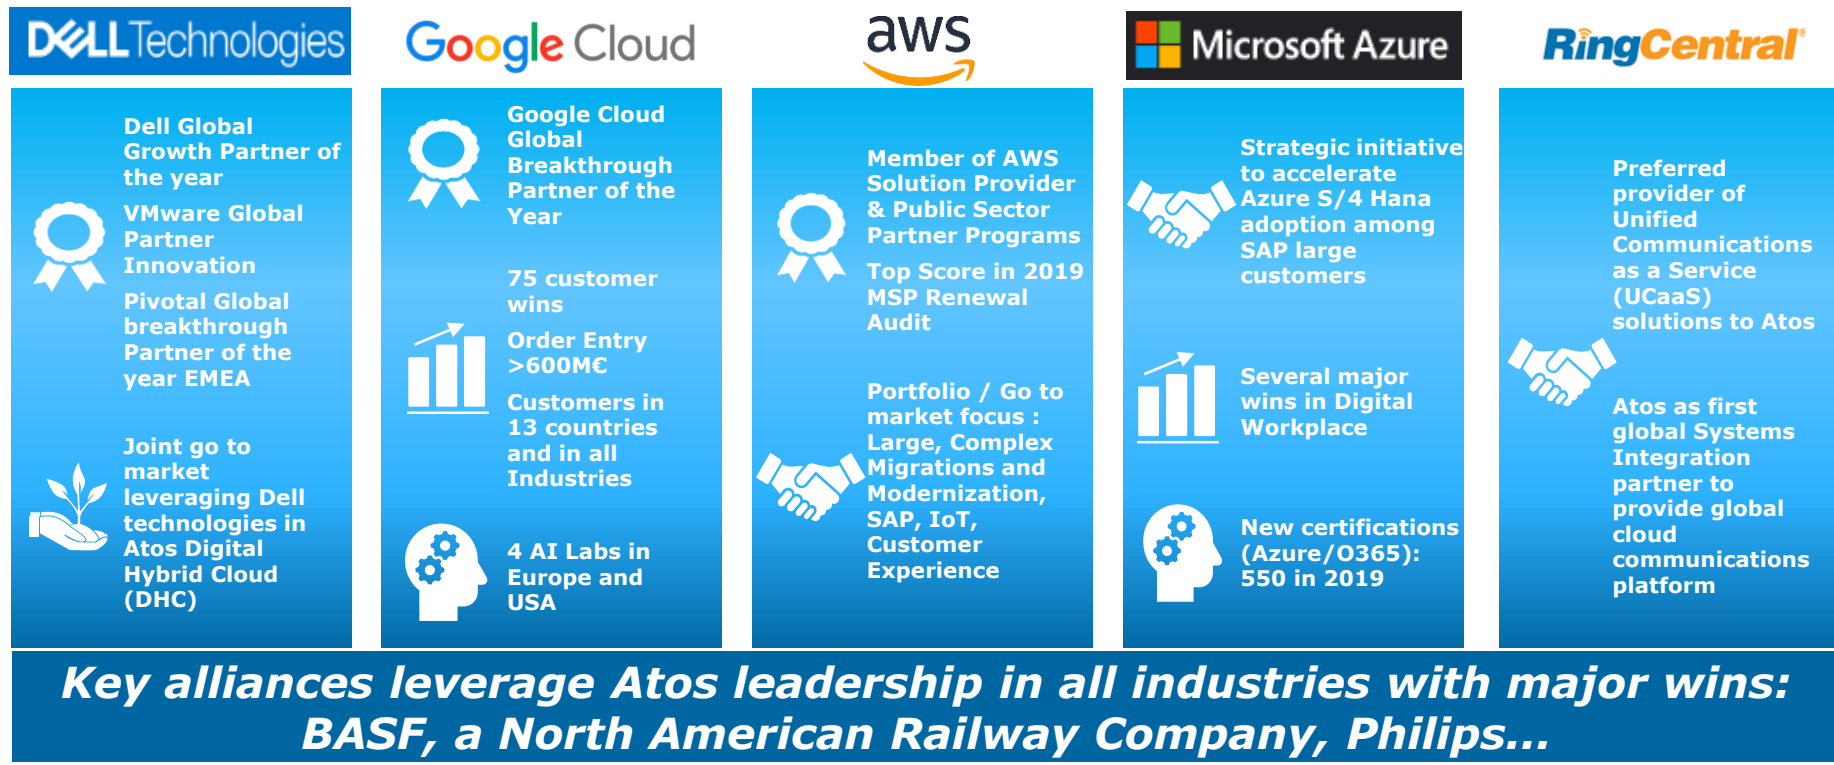 DELL Technologies
Dell Global
Growth Partner of
the year
VMware Global
Partner
Innovation
Pivotal Global
breakthrough
Partner of the
year EMEA
Joint go to
market
leveraging Dell
technologies in
Atos Digital
Hybrid Cloud
(DHC)
Google Cloud
Google Cloud
Global
Breakthrough
Partner of the
Year
75 customer
wins
Order Entry
>600M€
Customers in
13 countries
and in all
Industries
4 AI Labs in
Europe and
USA
aws
Member of AWS
Solution Provider
& Public Sector
Partner Programs
Top Score in 2019
MSP Renewal
Audit
Portfolio / Go to
market focus :
Large, Complex
Migrations and
Modernization,
SAP, IoT,
Customer
Experience
Microsoft Azure
Strategic initiative
to accelerate
Azure S/4 Hana
adoption among
SAP large
customers
Several major
wins in Digital
Workplace
New certifications
(Azure/O365):
550 in 2019
RingCentral®
Preferred
provider of
Unified
Communications
as a Service
(UCaaS)
solutions to Atos
Atos as first
global Systems
Integration
partner to
provide global
cloud
communications
platform
Key alliances leverage Atos leadership in all industries with major wins:
BASF, a North American Railway Company, Philips…